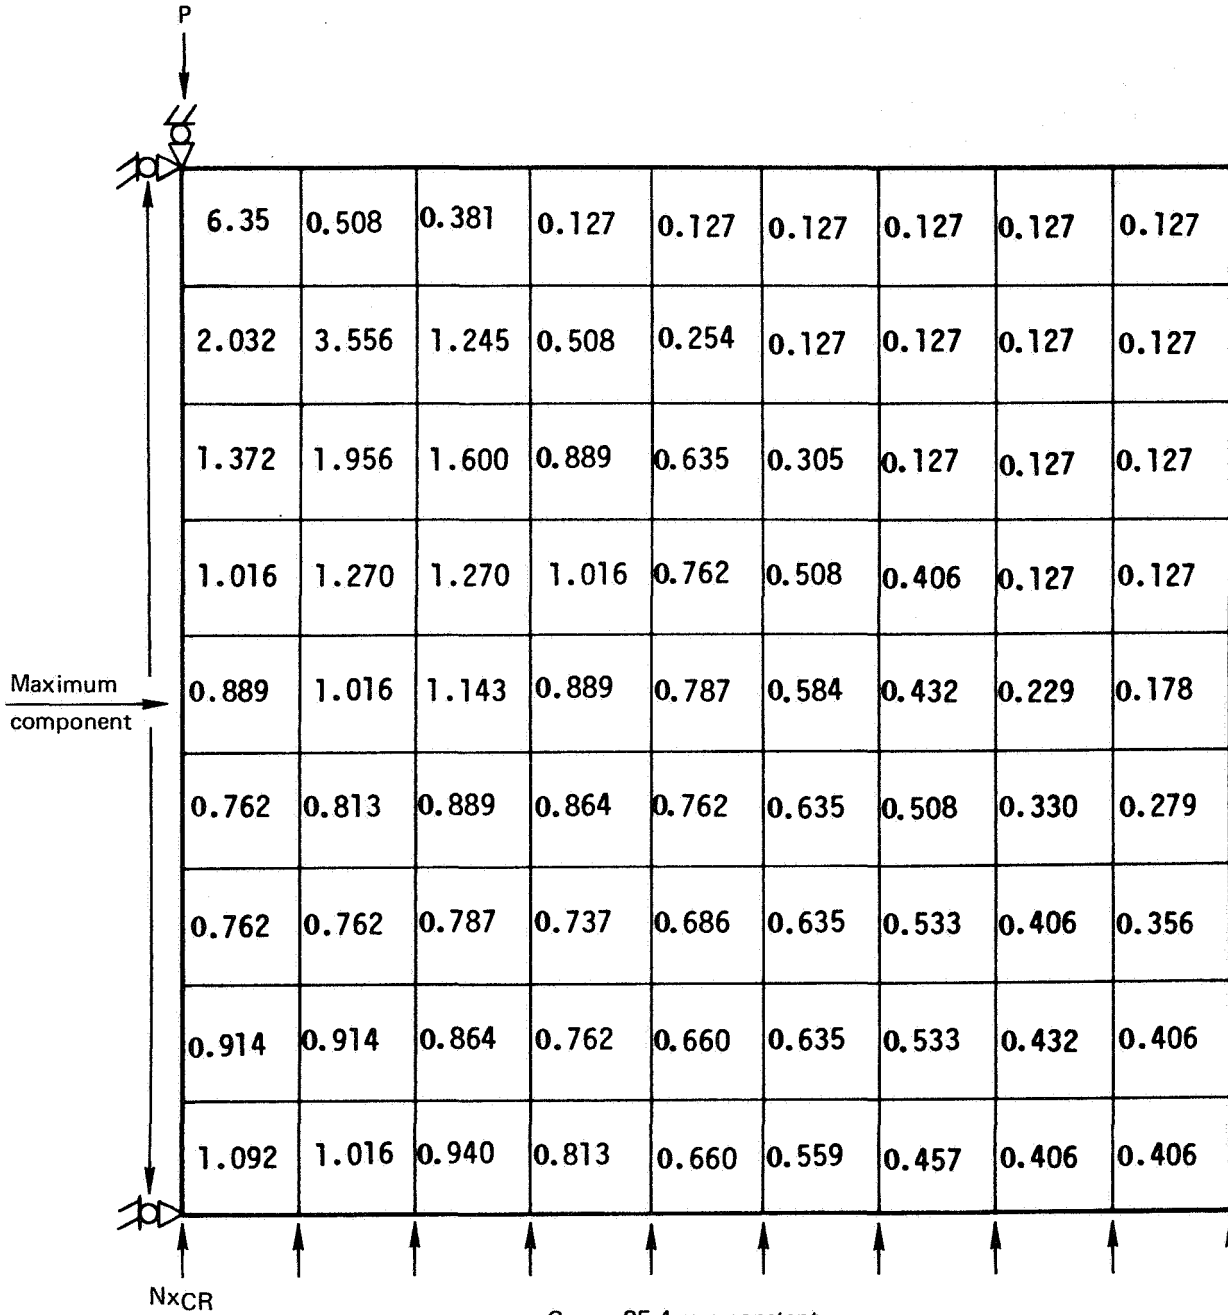 P
6.35 0.508 0.381 0.127 0.127 0.127 0.127 0.127 0.127
2.032 3.556 1.245 0.508 0.254 0.127 0.127 0.127 0.127
1.372 1.956 1.600 0.889 0.635 0.305 0.127 0.127 0.127
1.016 1.270 1.270 1.016 0.762 0.508 0.406 0.127 0.127
Maximum
component
0.889 1.016 1.143 0.889 0.787 0.584 0.432 0.229 0.178
0.762 0.813 0.889 0.864 0.762 0.635 0.508 0.330 0.279
0.762 0.762 0.787 0.737 0.686 0.635 0.533 0.406 0.356
0.914 0.914 0.864 0.762 0.660 0.635 0.533 0.432 0.406
1.092 1.016 0.940 0.813 0.660 0.559 0.457 0.406 0.406
NxCR